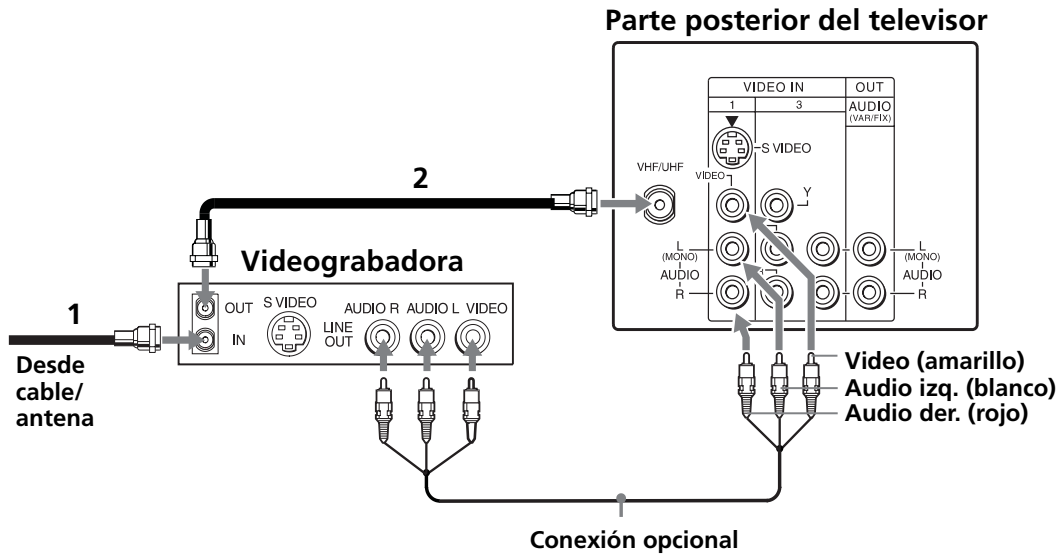 Parte posterior del televisor
VIDEO IN
OUT
1
3
AUDIO
(VAR/FIX)
S VIDEO
VHF/UHF
VIDEO
Y
L
(MONO)
AUDIO
R
L
(MONO)
AUDIO
R
2
Videograbadora
1
OUT
IN
S VIDEO
LINE
OUT
AUDIO R
AUDIO L
VIDEO
Desde
cable/
antena
Video (amarillo)
Audio izq. (blanco)
Audio der. (rojo)
Conexión opcional